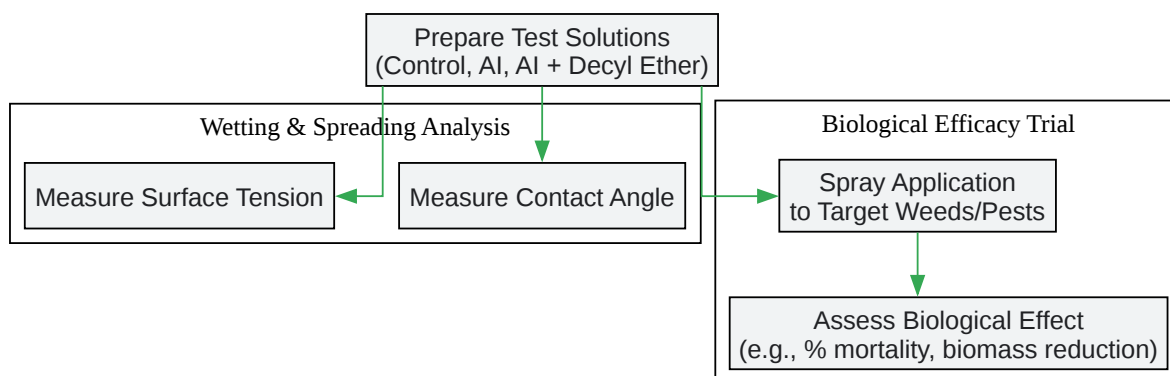 Prepare Test Solutions
(Control, AI, AI + Decyl Ether)
Wetting & Spreading Analysis
Measure Surface Tension
Measure Contact Angle
Biological Efficacy Trial
Spray Application
to Target Weeds/Pests
Assess Biological Effect
(e.g., % mortality, biomass reduction)